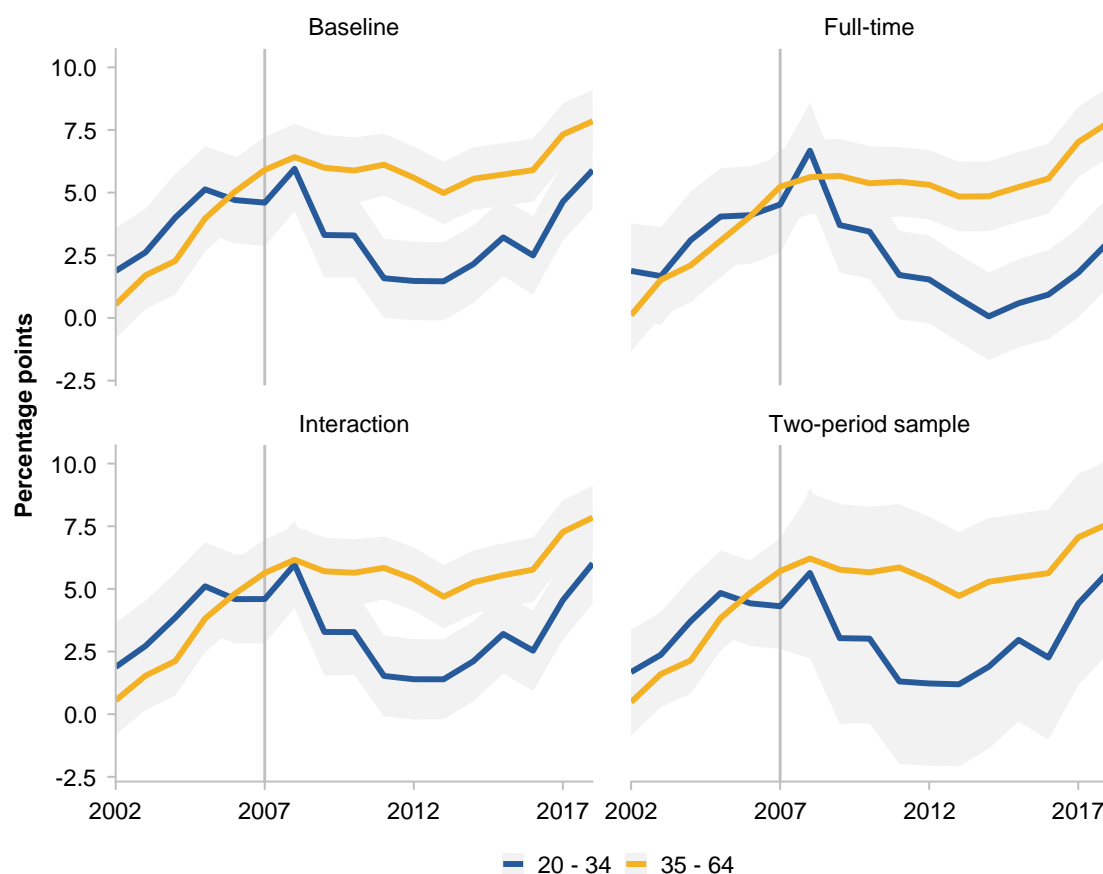 Baseline
Full-time
10.0
7.5
5.0
2.5
0.0
-2.5
Percentage points
Interaction
Two-period sample
10.0
7.5
5.0
2.5
0.0
-2.5
2002 2007 2012 2017
2002 2007 2012 2017
20 - 34 35 - 64